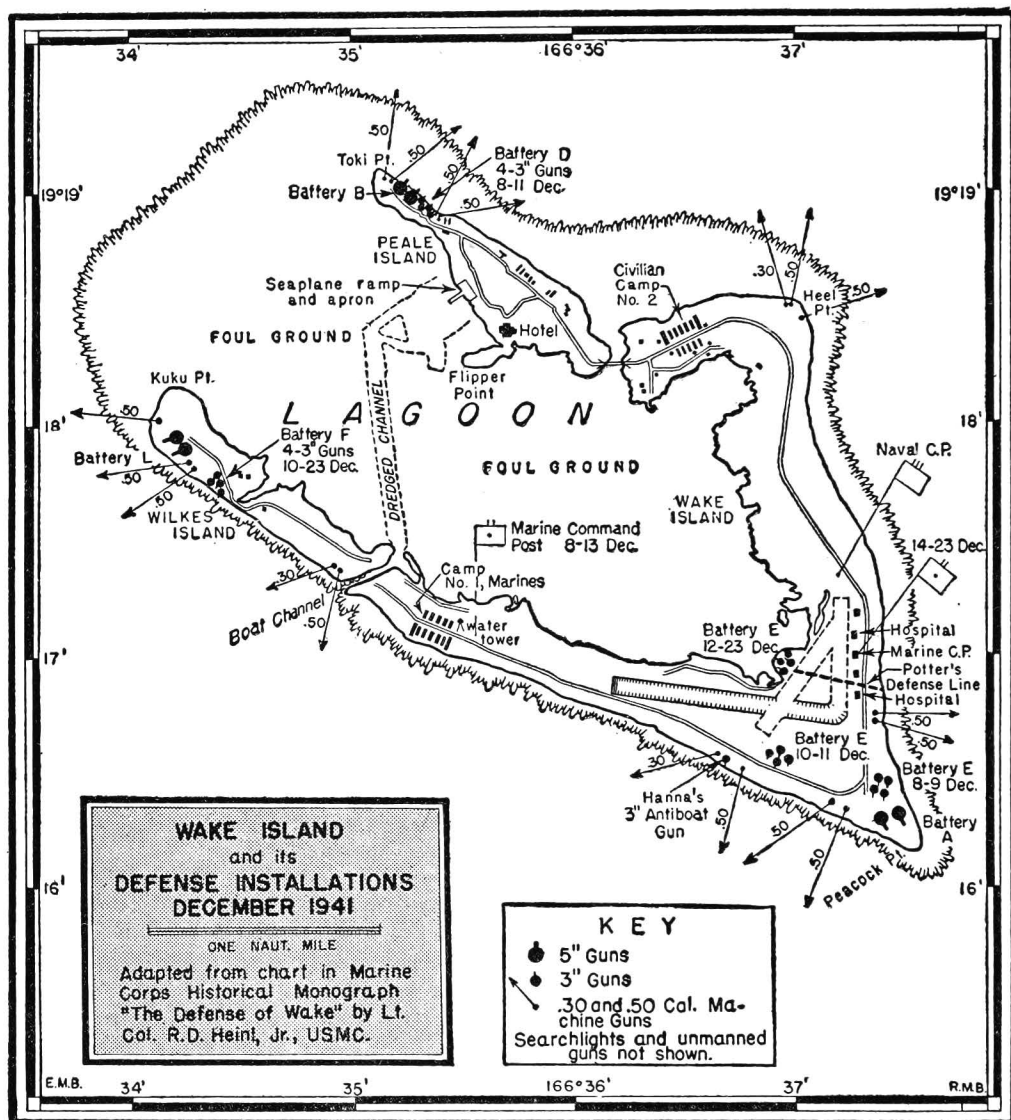 34'
35'
166°36'
37'
.50
.50
Toki Pt.
.50
Battery D
4-3" Guns
8-11 Dec.
.50
19°19'
19°19'
Battery B
PEALE
ISLAND
Seaplane ramp
and apron
Civilian
Camp
No. 2
.30
.50
Heel
Pt.
.50
FOUL GROUND
Hotel
Flipper
Point
Kuku Pt.
LAGOON
DREDGED CHANNEL
18'
18'
.50
Battery L
.50
.50
Battery F
4-3" Guns
10-23 Dec.
WILKES
ISLAND
FOUL GROUND
WAKE
ISLAND
Naval C.P.
Marine Command
Post 8-13 Dec.
14-23 Dec.
.30
Boat Channel
.50
Camp
No. 1, Marines
water
tower
17'
17'
Battery E
12-23 Dec.
Hospital
Marine C.P.
Potter's
Defense Line
Hospital
.50
.50
Battery E
10-11 Dec.
Battery E
8-9 Dec.
.30
Hanna's
3" Antiboat
Gun
.50
.50
.50
Battery
A
Peacock Pt.
16'
16'
WAKE ISLAND
and its
DEFENSE INSTALLATIONS
DECEMBER 1941
ONE NAUT. MILE
Adapted from chart in Marine
Corps Historical Monograph
"The Defense of Wake" by Lt.
Col. R.D. Heinl, Jr., USMC.
KEY
5" Guns
3" Guns
.30 and .50 Cal. Ma-
chine Guns
Searchlights and unmanned
guns not shown.
E.M.B.
34'
35'
166°36'
37'
R.M.B.